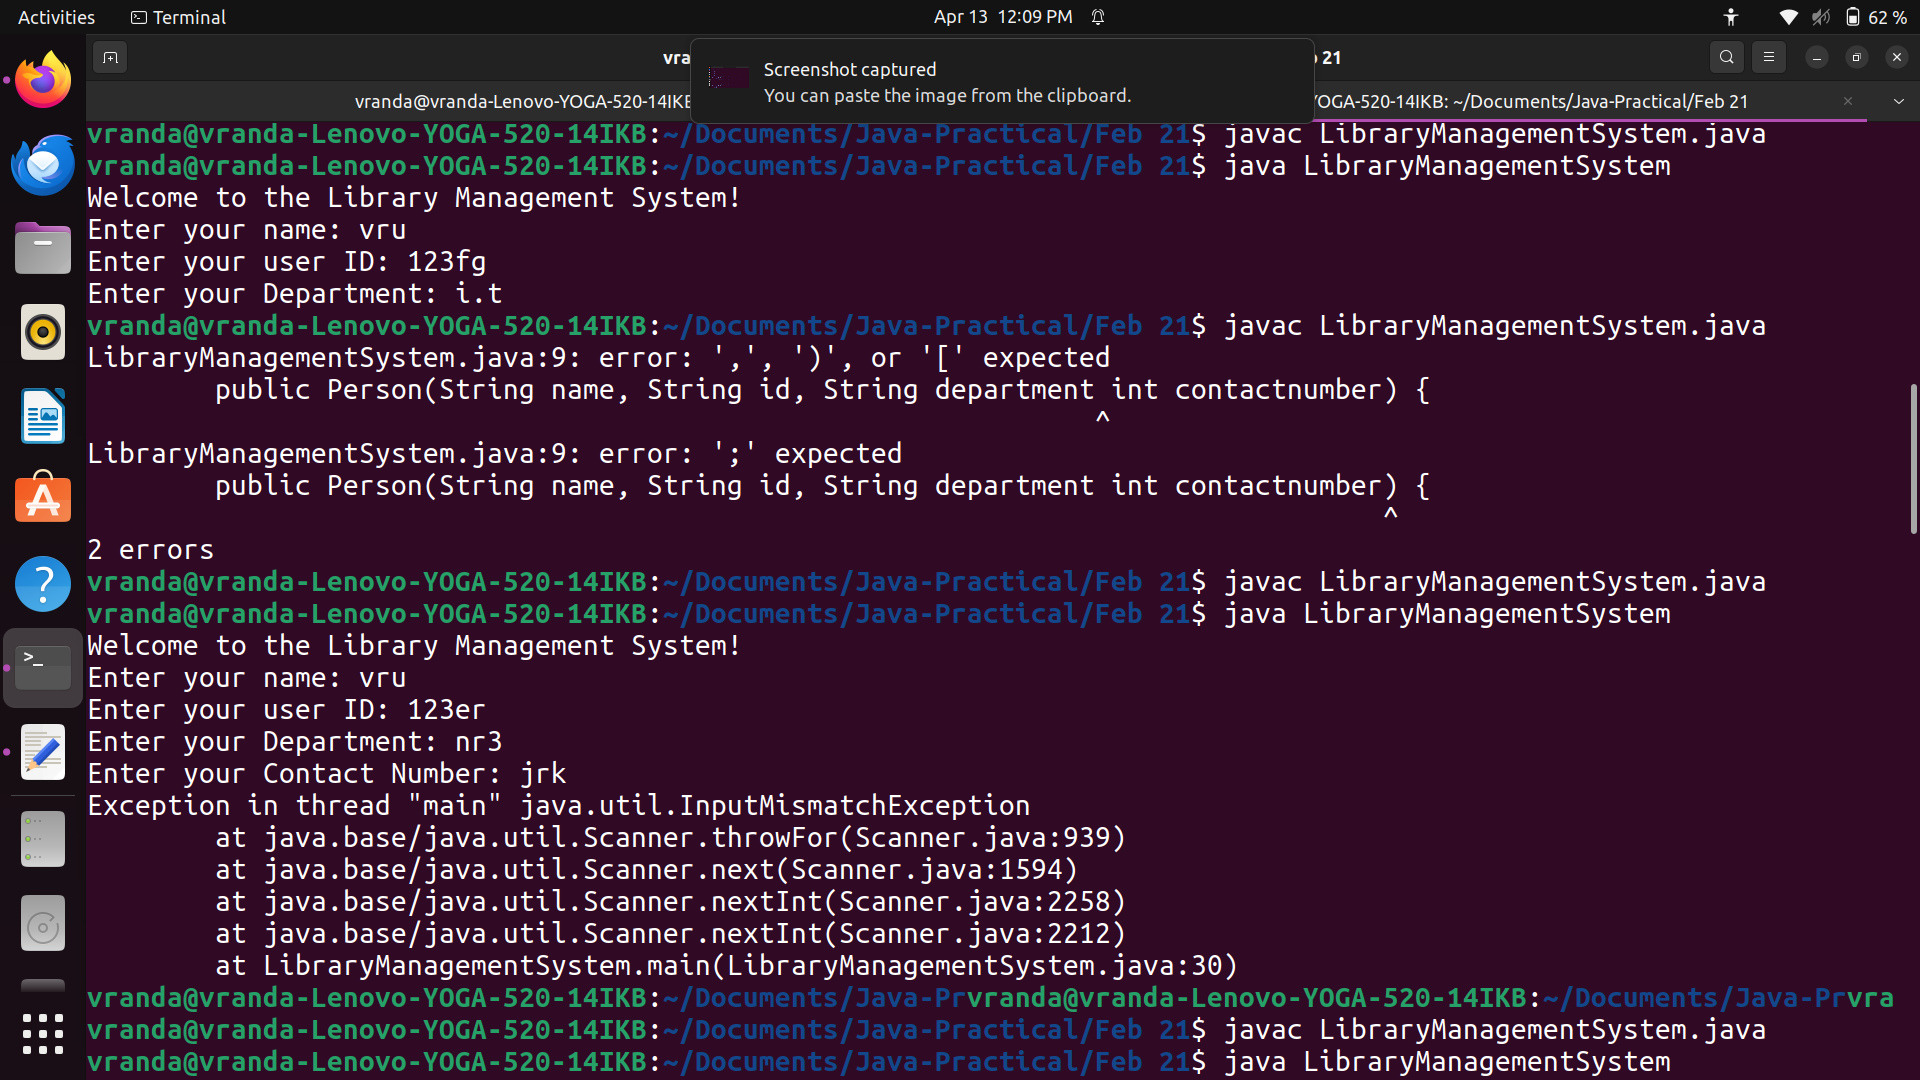 Activities Terminal Apr 13 12:09 PM 62 %
vra 21
Screenshot captured
You can paste the image from the clipboard.
vranda@vranda-Lenovo-YOGA-520-14IKB OGA-520-14IKB: ~/Documents/Java-Practical/Feb 21
vranda@vranda-Lenovo-YOGA-520-14IKB:~/Documents/Java-Practical/Feb 21$ javac LibraryManagementSystem.java
vranda@vranda-Lenovo-YOGA-520-14IKB:~/Documents/Java-Practical/Feb 21$ java LibraryManagementSystem
Welcome to the Library Management System!
Enter your name: vru
Enter your user ID: 123fg
Enter your Department: i.t
vranda@vranda-Lenovo-YOGA-520-14IKB:~/Documents/Java-Practical/Feb 21$ javac LibraryManagementSystem.java
LibraryManagementSystem.java:9: error: ',', ')', or '[' expected
        public Person(String name, String id, String department int contactnumber) {
                                                               ^
LibraryManagementSystem.java:9: error: ';' expected
        public Person(String name, String id, String department int contactnumber) {
                                                                                 ^
2 errors
vranda@vranda-Lenovo-YOGA-520-14IKB:~/Documents/Java-Practical/Feb 21$ javac LibraryManagementSystem.java
vranda@vranda-Lenovo-YOGA-520-14IKB:~/Documents/Java-Practical/Feb 21$ java LibraryManagementSystem
Welcome to the Library Management System!
Enter your name: vru
Enter your user ID: 123er
Enter your Department: nr3
Enter your Contact Number: jrk
Exception in thread "main" java.util.InputMismatchException
        at java.base/java.util.Scanner.throwFor(Scanner.java:939)
        at java.base/java.util.Scanner.next(Scanner.java:1594)
        at java.base/java.util.Scanner.nextInt(Scanner.java:2258)
        at java.base/java.util.Scanner.nextInt(Scanner.java:2212)
        at LibraryManagementSystem.main(LibraryManagementSystem.java:30)
vranda@vranda-Lenovo-YOGA-520-14IKB:~/Documents/Java-Prvranda@vranda-Lenovo-YOGA-520-14IKB:~/Documents/Java-Prvra
vranda@vranda-Lenovo-YOGA-520-14IKB:~/Documents/Java-Practical/Feb 21$ javac LibraryManagementSystem.java
vranda@vranda-Lenovo-YOGA-520-14IKB:~/Documents/Java-Practical/Feb 21$ java LibraryManagementSystem